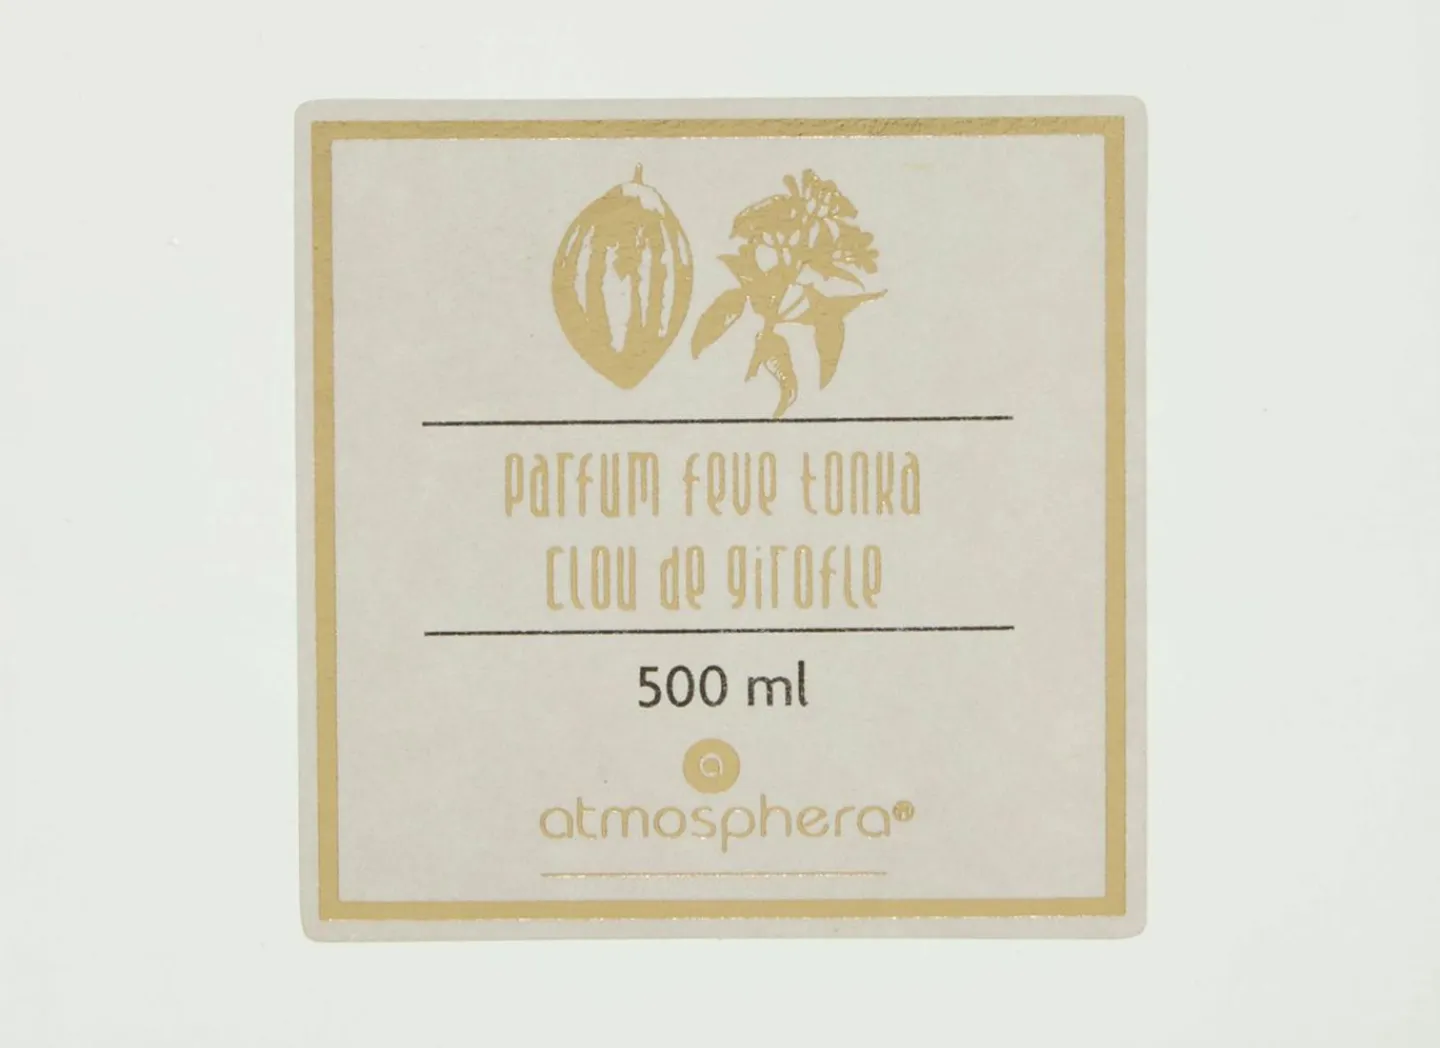 parfum feve tonka
clou de girofle
500 ml
a
atmosphera